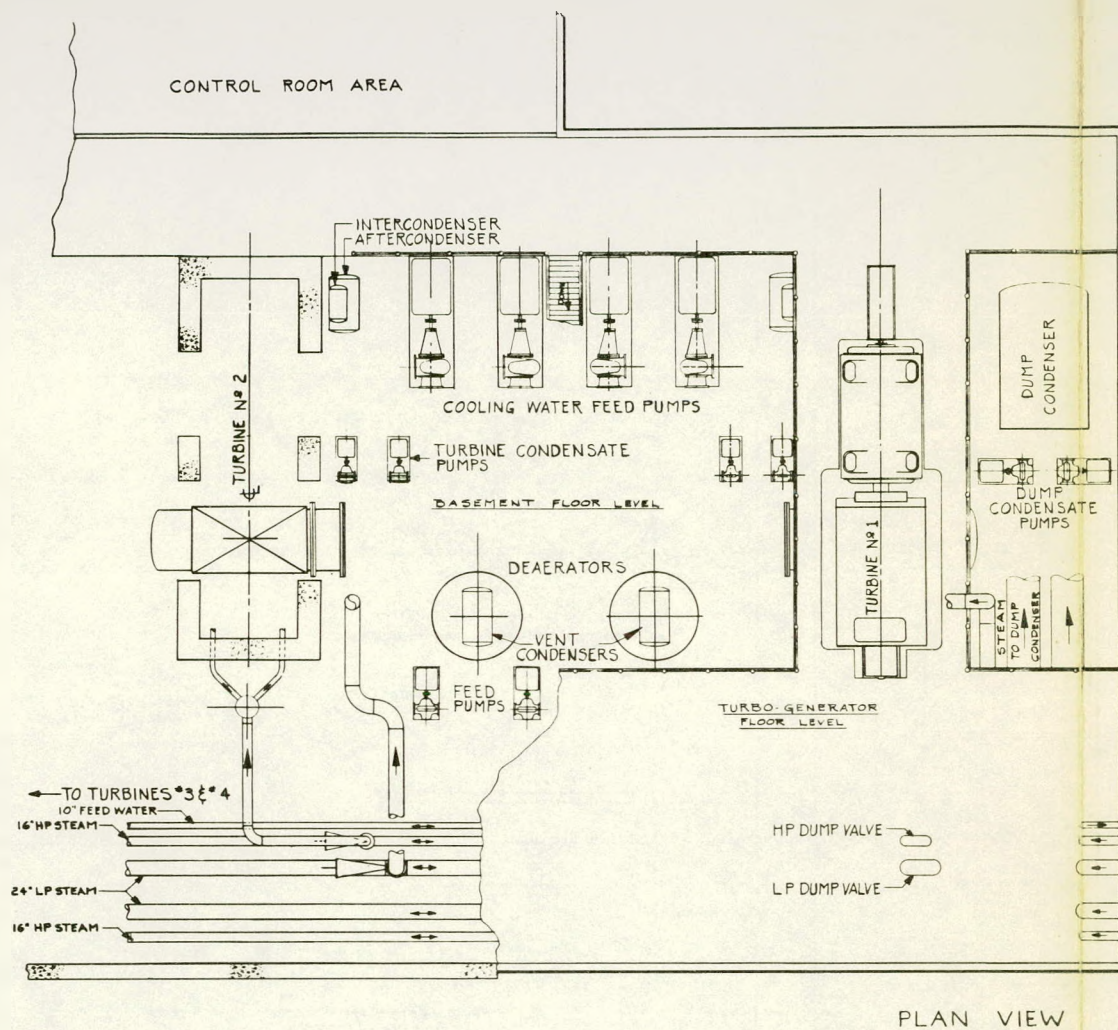 CONTROL ROOM AREA
INTERCONDENSER
AFTERCONDENSER
DOWN
TURBINE Nº 2
COOLING WATER FEED PUMPS
DUMP
CONDENSER
TURBINE CONDENSATE
PUMPS
BASEMENT FLOOR LEVEL
DUMP
CONDENSATE
PUMPS
TURBINE Nº 1
DEAERATORS
VENT
CONDENSERS
STEAM
TO DUMP
CONDENSER
FEED
PUMPS
TURBO-GENERATOR
FLOOR LEVEL
TO TURBINES #3 & #4
10" FEED WATER
16" HP STEAM
HP DUMP VALVE
24" LP STEAM
LP DUMP VALVE
16" HP STEAM
PLAN VIEW